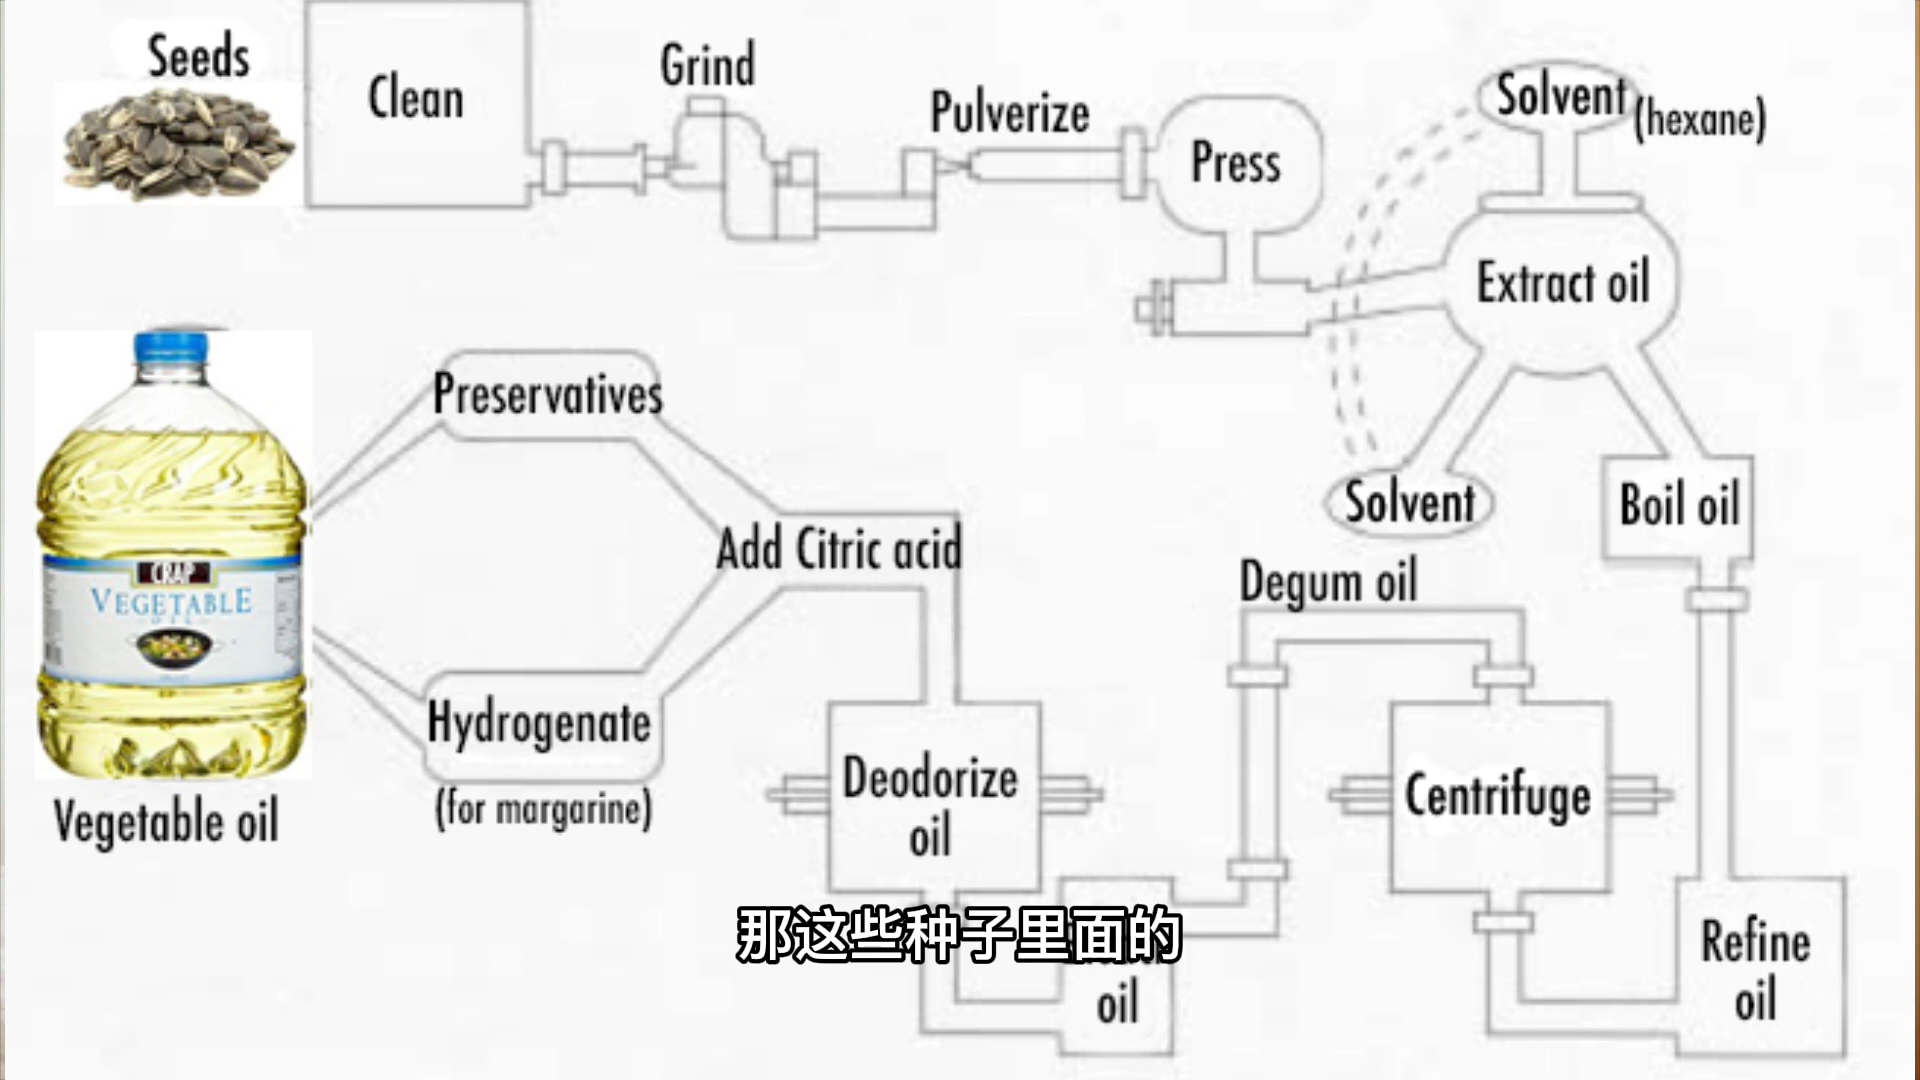 Seeds
Clean
Grind
Pulverize
Press
Solvent
(hexane)
Extract oil
Solvent
Boil oil
Refine
oil
Centrifuge
Degum oil
oil
Deodorize
oil
Add Citric acid
Preservatives
Hydrogenate
(for margarine)
CRAP
VEGETABLE
OIL
Vegetable oil
那这些种子里面的